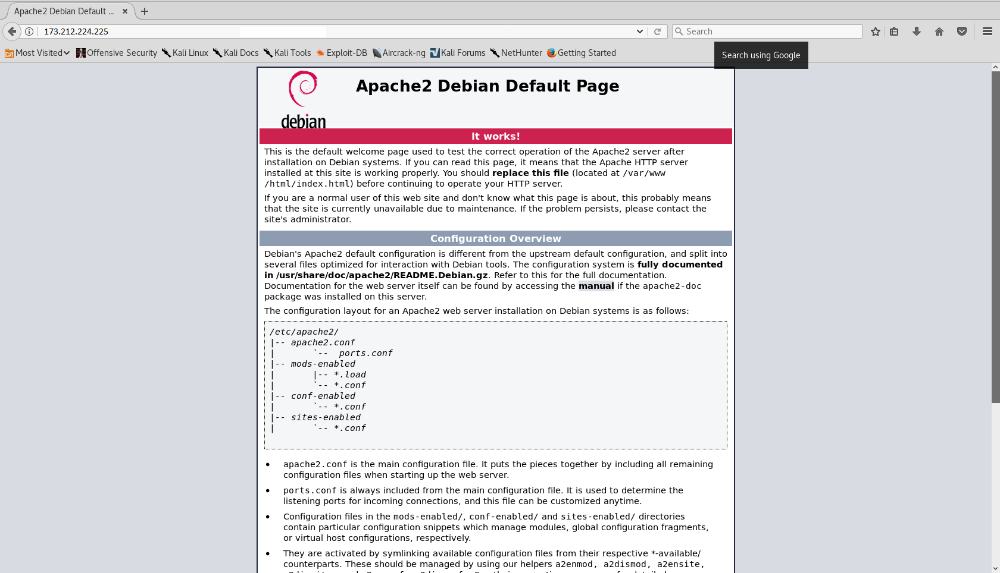 Apache2 Debian Default ...
173.212.224.225
Search
Most Visited
Offensive Security
Kali Linux
Kali Docs
Kali Tools
Exploit-DB
Aircrack-ng
Kali Forums
NetHunter
Getting Started
Search using Google
debian
Apache2 Debian Default Page
It works!
This is the default welcome page used to test the correct operation of the Apache2 server after
installation on Debian systems. If you can read this page, it means that the Apache HTTP server
installed at this site is working properly. You should replace this file (located at /var/www
/html/index.html) before continuing to operate your HTTP server.
If you are a normal user of this web site and don't know what this page is about, this probably means
that the site is currently unavailable due to maintenance. If the problem persists, please contact the
site's administrator.
Configuration Overview
Debian's Apache2 default configuration is different from the upstream default configuration, and split into
several files optimized for interaction with Debian tools. The configuration system is fully documented
in /usr/share/doc/apache2/README.Debian.gz. Refer to this for the full documentation.
Documentation for the web server itself can be found by accessing the manual if the apache2-doc
package was installed on this server.
The configuration layout for an Apache2 web server installation on Debian systems is as follows:
/etc/apache2/
|-- apache2.conf
|       `--  ports.conf
|-- mods-enabled
|       |-- *.load
|       `-- *.conf
|-- conf-enabled
|       `-- *.conf
|-- sites-enabled
|       `-- *.conf
• apache2.conf is the main configuration file. It puts the pieces together by including all remaining
configuration files when starting up the web server.
• ports.conf is always included from the main configuration file. It is used to determine the
listening ports for incoming connections, and this file can be customized anytime.
• Configuration files in the mods-enabled/, conf-enabled/ and sites-enabled/ directories
contain particular configuration snippets which manage modules, global configuration fragments,
or virtual host configurations, respectively.
• They are activated by symlinking available configuration files from their respective *-available/
counterparts. These should be managed by using our helpers a2enmod, a2dismod, a2ensite,